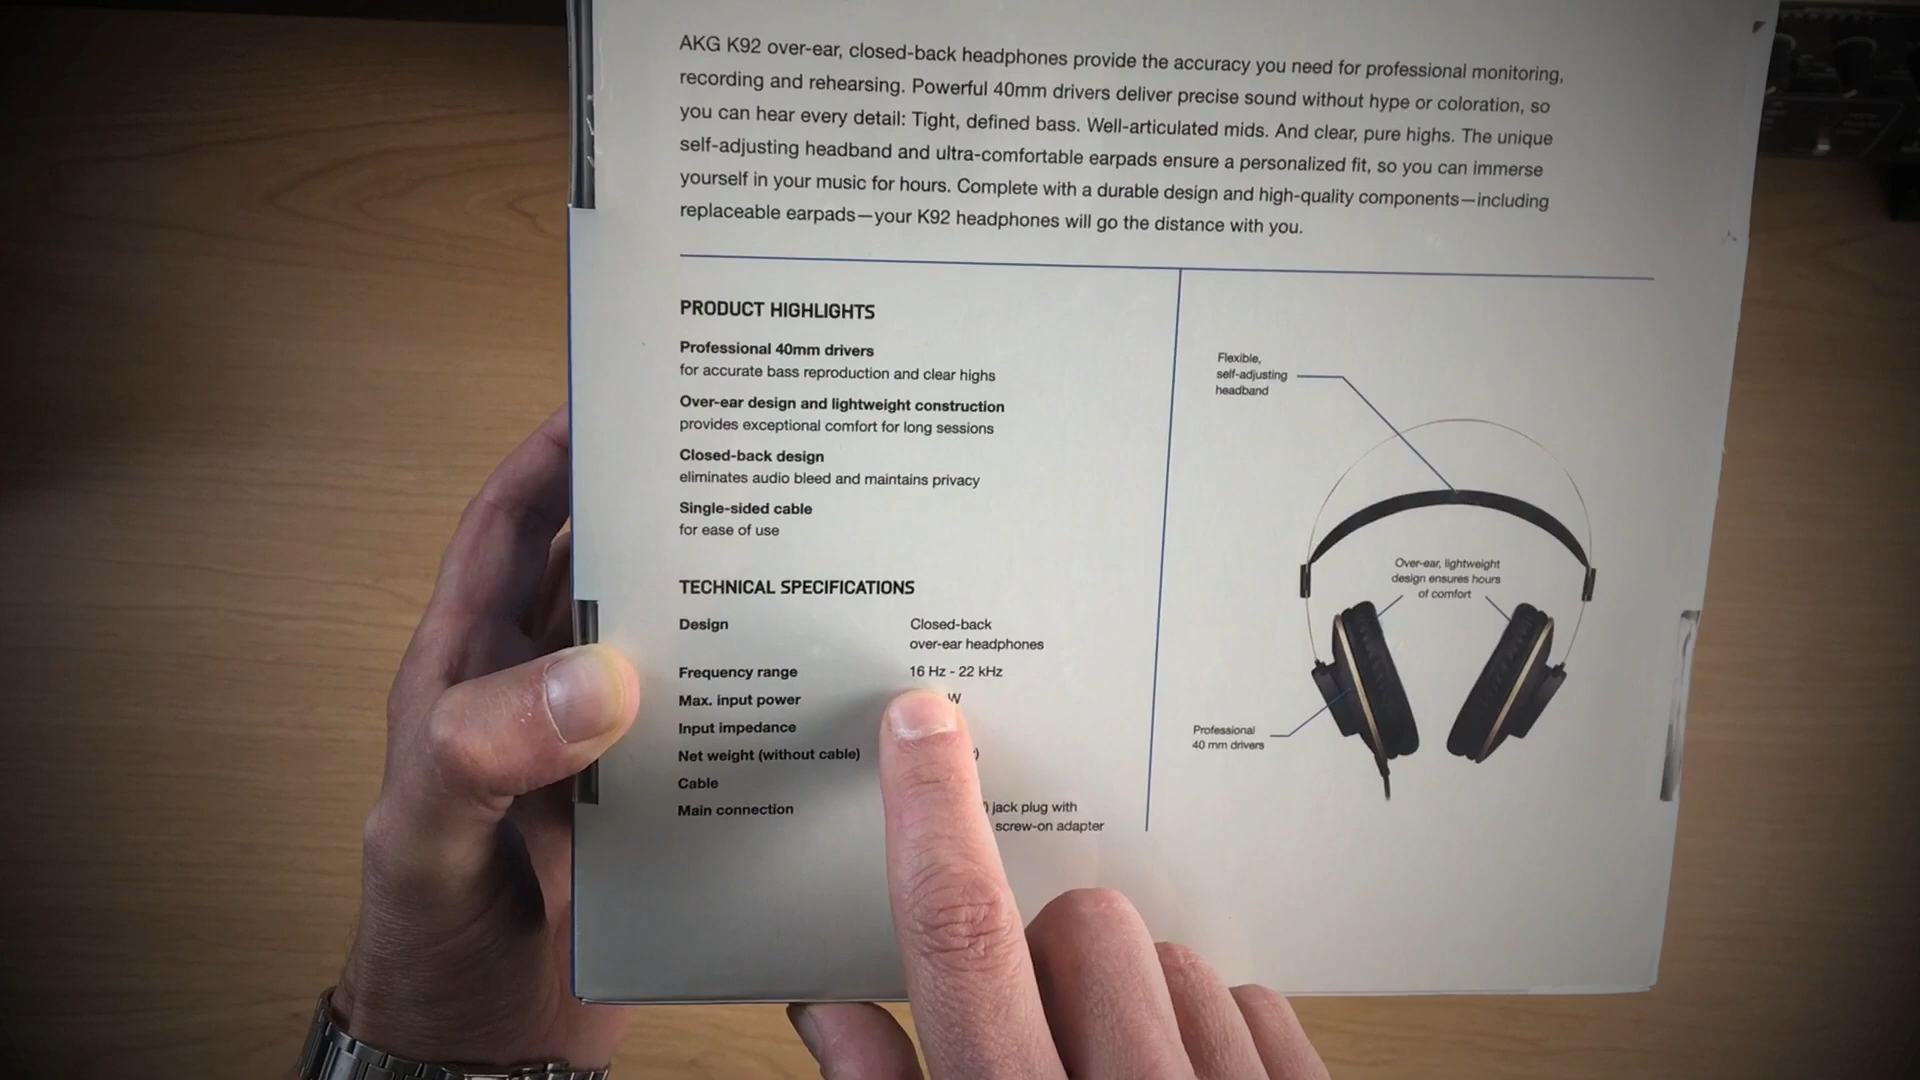 AKG K92 over-ear, closed-back headphones provide the accuracy you need for professional monitoring,
recording and rehearsing. Powerful 40mm drivers deliver precise sound without hype or coloration, so
you can hear every detail: Tight, defined bass. Well-articulated mids. And clear, pure highs. The unique
self-adjusting headband and ultra-comfortable earpads ensure a personalized fit, so you can immerse
yourself in your music for hours. Complete with a durable design and high-quality components—including
replaceable earpads—your K92 headphones will go the distance with you.
PRODUCT HIGHLIGHTS
Professional 40mm drivers
for accurate bass reproduction and clear highs
Over-ear design and lightweight construction
provides exceptional comfort for long sessions
Closed-back design
eliminates audio bleed and maintains privacy
Single-sided cable
for ease of use
TECHNICAL SPECIFICATIONS
Design Closed-back
over-ear headphones
Frequency range 16 Hz - 22 kHz
Max. input power W
Input impedance
Net weight (without cable) )
Cable
Main connection ) jack plug with
screw-on adapter
Flexible,
self-adjusting
headband
Over-ear, lightweight
design ensures hours
of comfort
Professional
40 mm drivers